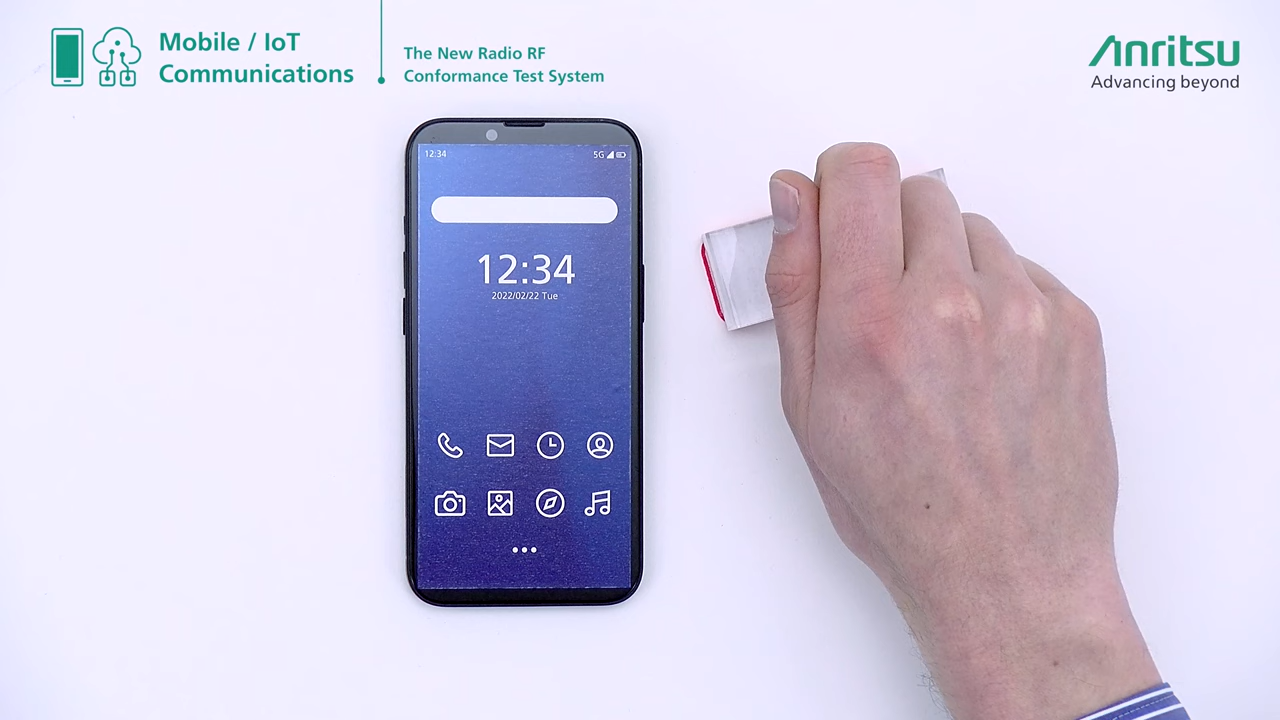 Mobile / IoT
Communications
The New Radio RF
Conformance Test System
Anritsu
Advancing beyond
12:34
5G
12:34
2022/02/22 Tue